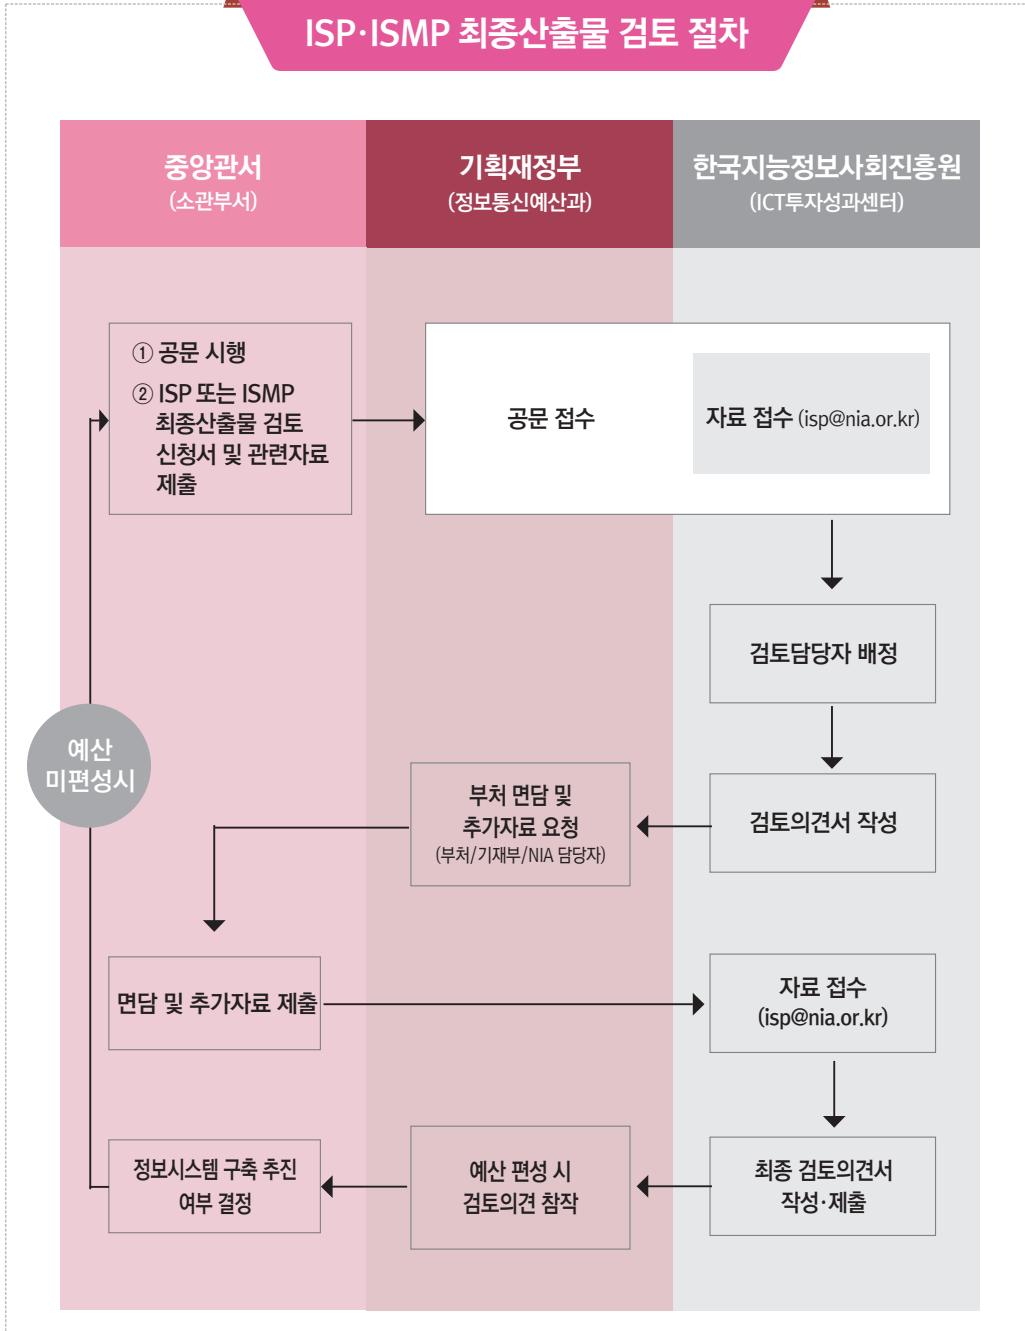 ISP·ISMP 최종산출물 검토 절차
중앙관서
(소관부서)
기획재정부
(정보통신예산과)
한국지능정보사회진흥원
(ICT투자성과센터)
① 공문 시행
② ISP 또는 ISMP
최종산출물 검토
신청서 및 관련자료
제출
공문 접수
자료 접수 (isp@nia.or.kr)
검토담당자 배정
예산
미편성시
부처 면담 및
추가자료 요청
(부처/기재부/NIA 담당자)
검토의견서 작성
면담 및 추가자료 제출
자료 접수
(isp@nia.or.kr)
정보시스템 구축 추진
여부 결정
예산 편성 시
검토의견 참작
최종 검토의견서
작성·제출